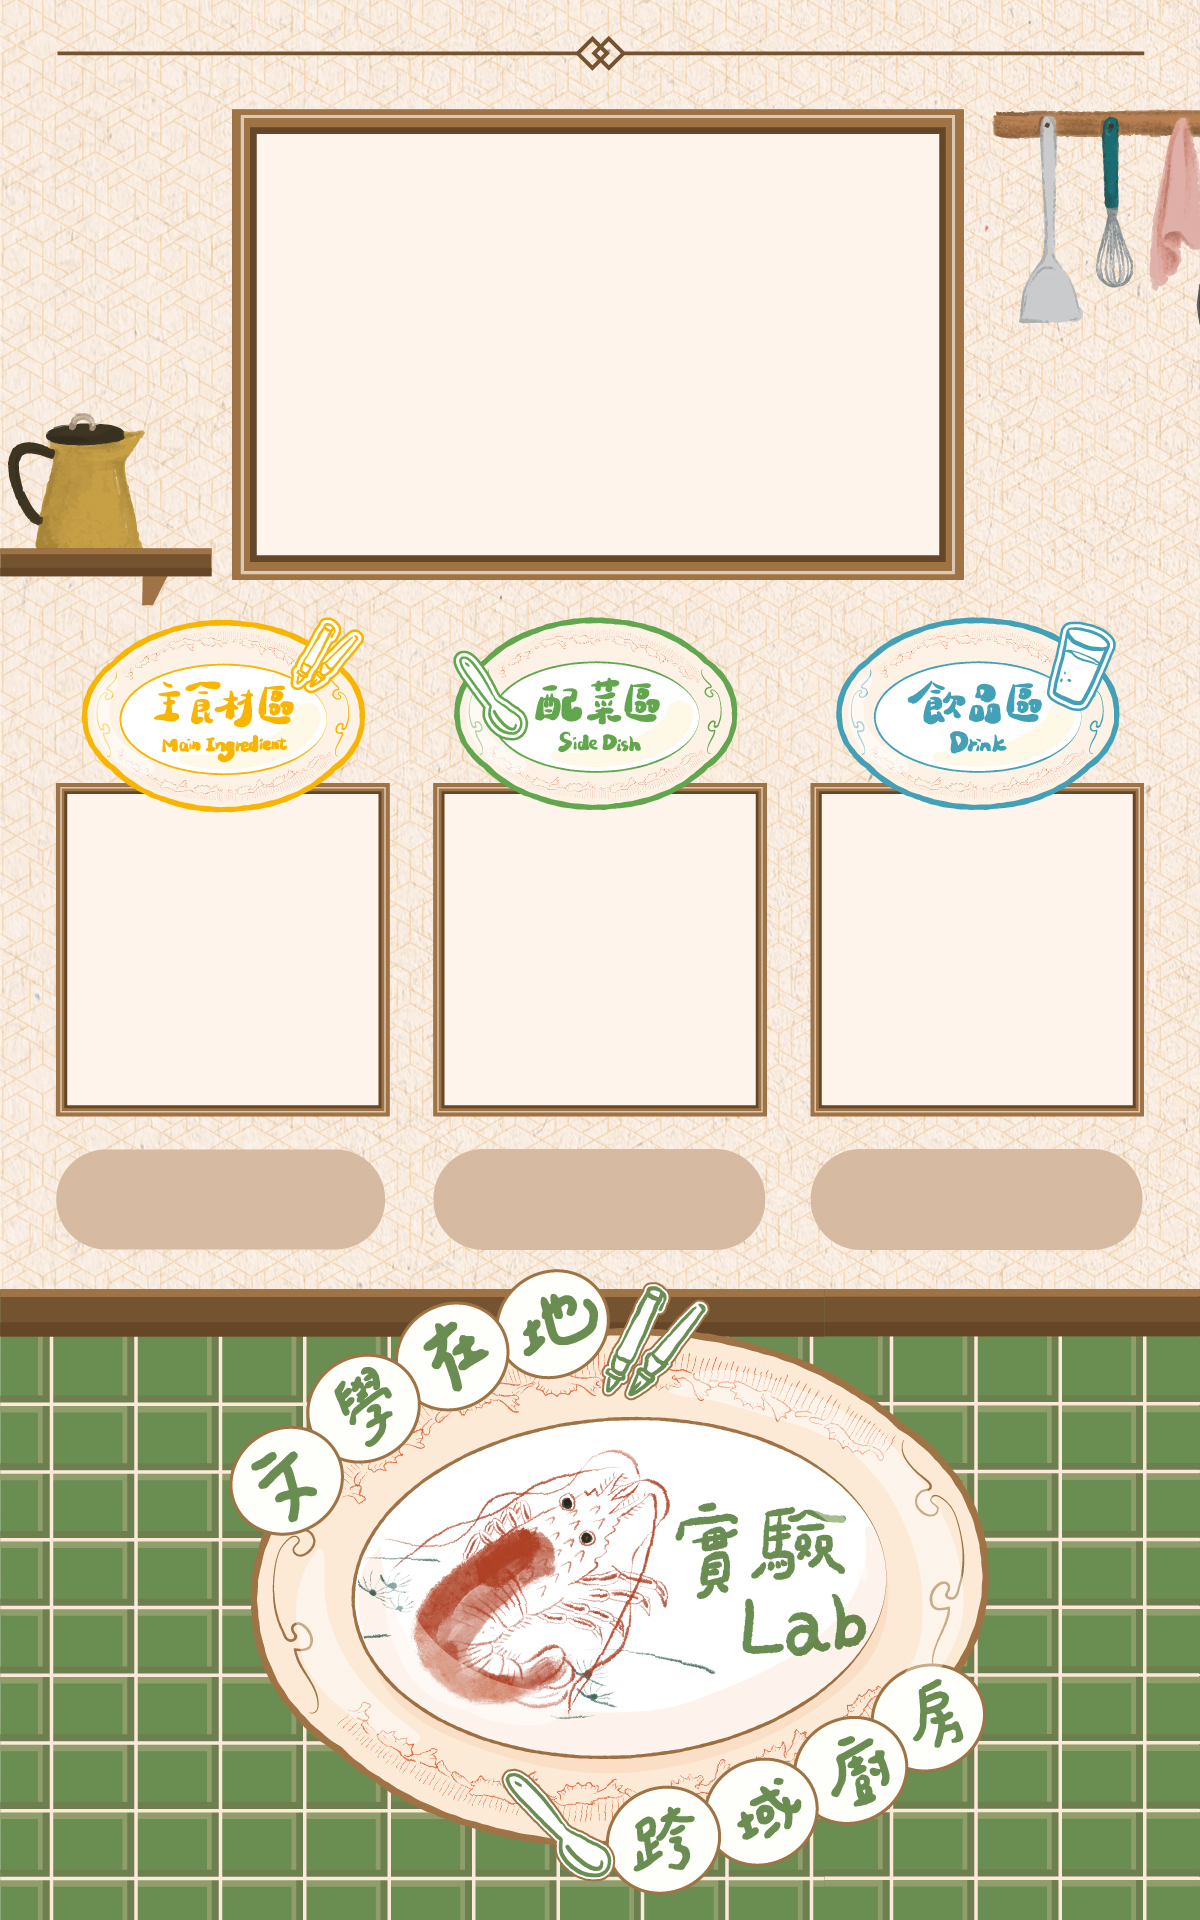 主食材區
Main Ingredient
配菜區
Side Dish
飲品區
Drink
文學在地
實驗
Lab
跨域廚房